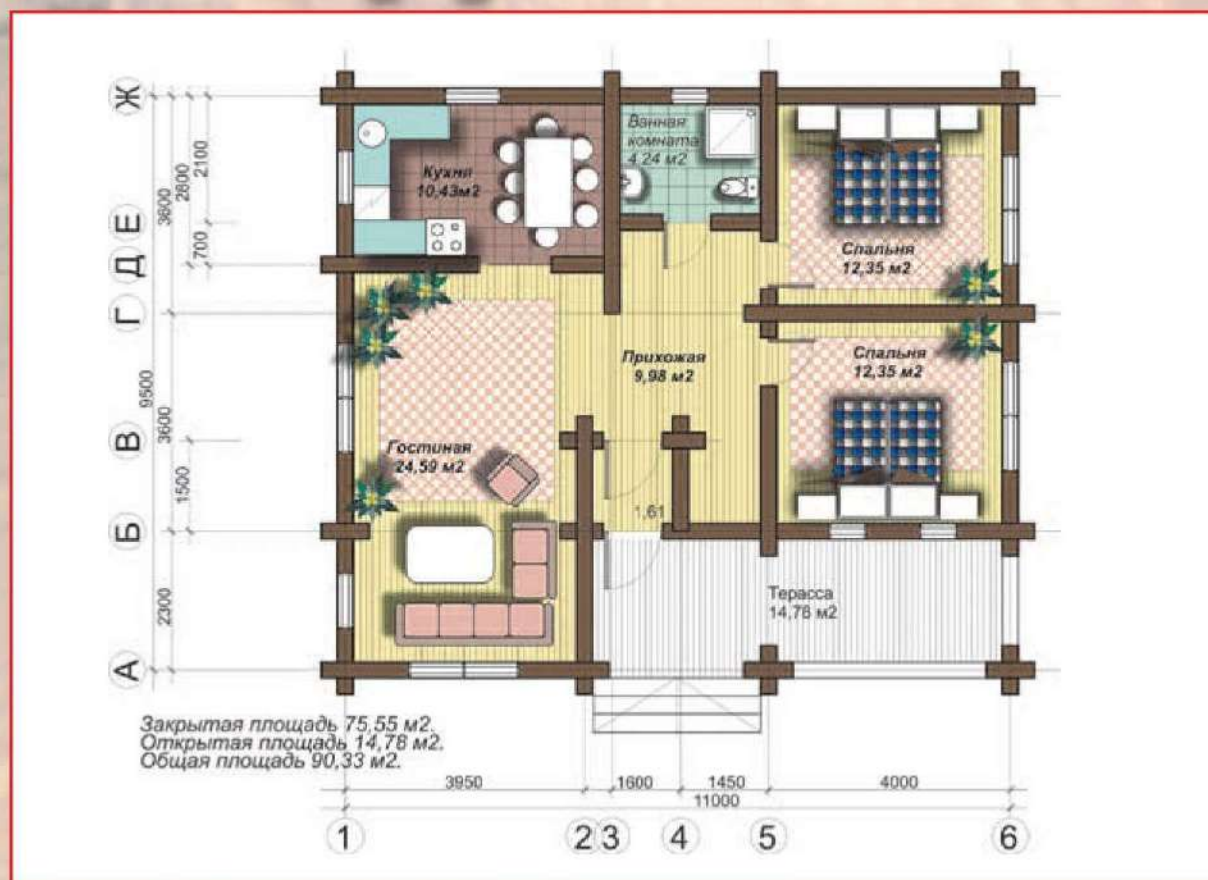 Ж
Е
Д
Г
В
Б
А
2100
2800
3600
700
9500
3600
1500
2300
Кухня
10,43м2
Ванная
комната
4.24 м2
Спальня
12,35 м2
Спальня
12,35 м2
Прихожая
9,98 м2
Гостиная
24,59 м2
1,61
Терасса
14,78 м2
Закрытая площадь 75,55 м2.
Открытая площадь 14,78 м2.
Общая площадь 90,33 м2.
3950
1600
1450
4000
11000
1
2
3
4
5
6